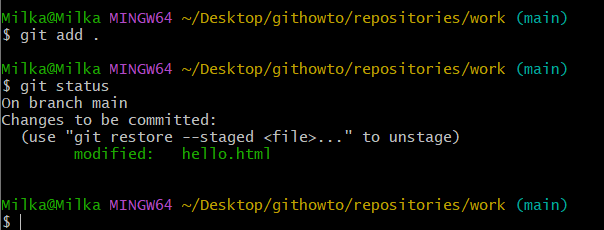 Milka@Milka MINGW64 ~/Desktop/githowto/repositories/work (main)
$ git add .
Milka@Milka MINGW64 ~/Desktop/githowto/repositories/work (main)
$ git status
On branch main
Changes to be committed:
  (use "git restore --staged <file>..." to unstage)
        modified:   hello.html
Milka@Milka MINGW64 ~/Desktop/githowto/repositories/work (main)
$